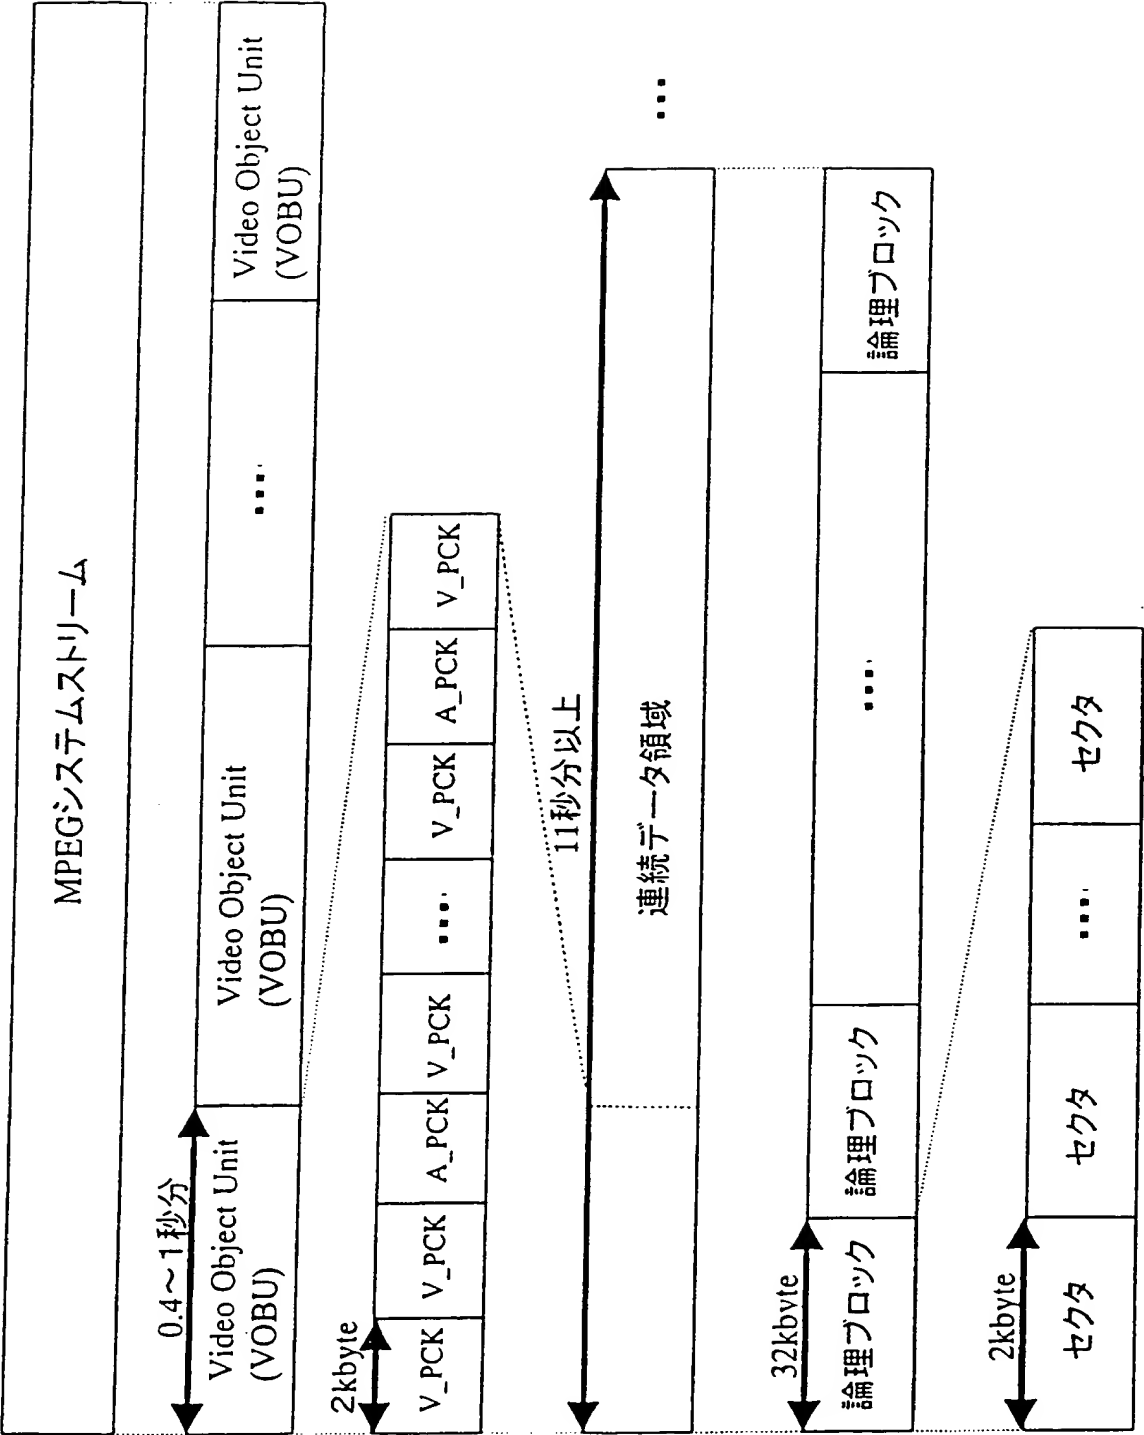 MPEGシステムストリーム
0.4～1秒分
Video Object Unit
(VOBU)
Video Object Unit
(VOBU)
....
Video Object Unit
(VOBU)
2kbyte
V_PCK
V_PCK
A_PCK
V_PCK
....
V_PCK
A_PCK
V_PCK
11秒分以上
連続データ領域
...
32kbyte
論理ブロック
論理ブロック
....
論理ブロック
2kbyte
セクタ
セクタ
....
セクタ